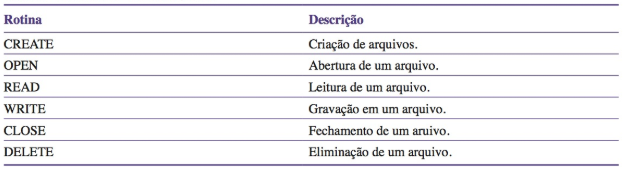 Rotina Descrição
CREATE Criação de arquivos.
OPEN Abertura de um arquivo.
READ Leitura de um arquivo.
WRITE Gravação em um arquivo.
CLOSE Fechamento de um aruivo.
DELETE Eliminação de um arquivo.